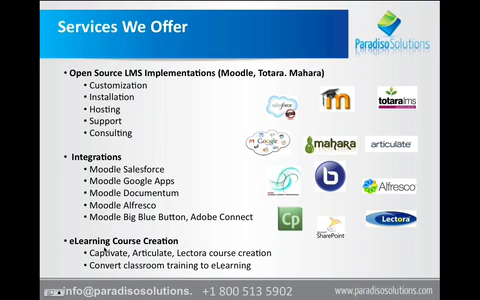 Services We Offer
ParadisoSolutions
• Open Source LMS Implementations (Moodle, Totara. Mahara)
• Customization
• Installation
• Hosting
• Support
• Consulting
• Integrations
• Moodle Salesforce
• Moodle Google Apps
• Moodle Documentum
• Moodle Alfresco
• Moodle Big Blue Button, Adobe Connect
• eLearning Course Creation
• Captivate, Articulate, Lectora course creation
• Convert classroom training to eLearning
salesforce
m
totaralms
Google
mahara
articulate
b
Alfresco
Cp
SharePoint
Lectora
info@paradisosolutions.
+1 800 513 5902
www.paradisosolutions.com